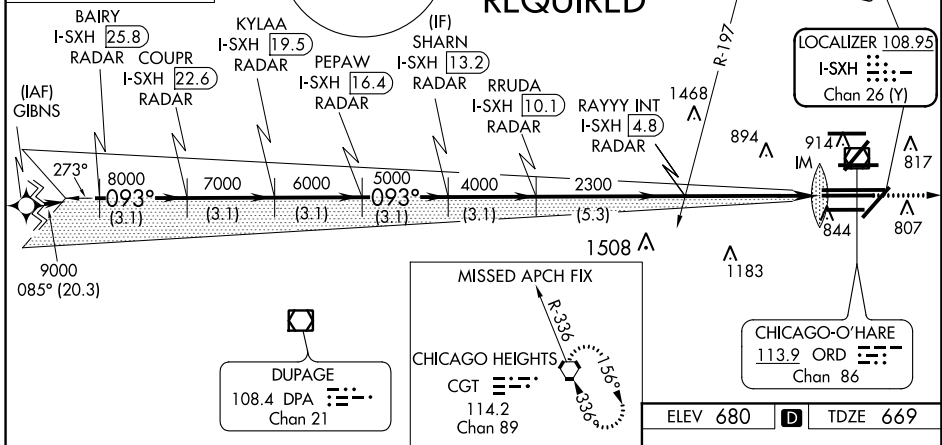 REQUIRED
BAIRY
I-SXH 25.8
RADAR
COUPR
I-SXH 22.6
RADAR
KYLAA
I-SXH 19.5
RADAR
PEPAW
I-SXH 16.4
RADAR
(IF)
SHARN
I-SXH 13.2
RADAR
RRUDA
I-SXH 10.1
RADAR
RAYYY INT
I-SXH 4.8
RADAR
R-197
LOCALIZER 108.95
I-SXH
Chan 26 (Y)
(IAF)
GIBNS
1468
894
914
817
IM
273°
8000
7000
6000
5000
4000
2300
093°
093°
(3.1)
(3.1)
(3.1)
(3.1)
(3.1)
(5.3)
844
807
9000
085° (20.3)
1508
1183
MISSED APCH FIX
R-336
CHICAGO HEIGHTS
CGT
114.2
Chan 89
156°
336°
DUPAGE
108.4 DPA
Chan 21
CHICAGO-O'HARE
113.9 ORD
Chan 86
ELEV 680 D TDZE 669